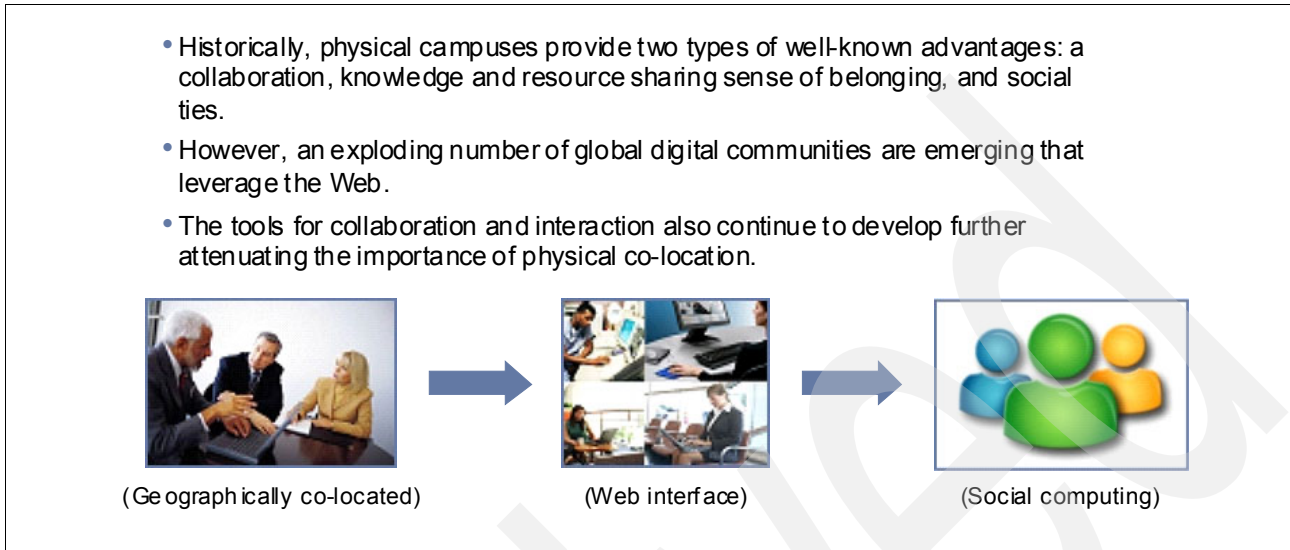 • Historically, physical campuses provide two types of well-known advantages: a
collaboration, knowledge and resource sharing sense of belonging, and social
ties.
• However, an exploding number of global digital communities are emerging that
leverage the Web.
• The tools for collaboration and interaction also continue to develop further
attenuating the importance of physical co-location.
(Geographically co-located)
(Web interface)
(Social computing)